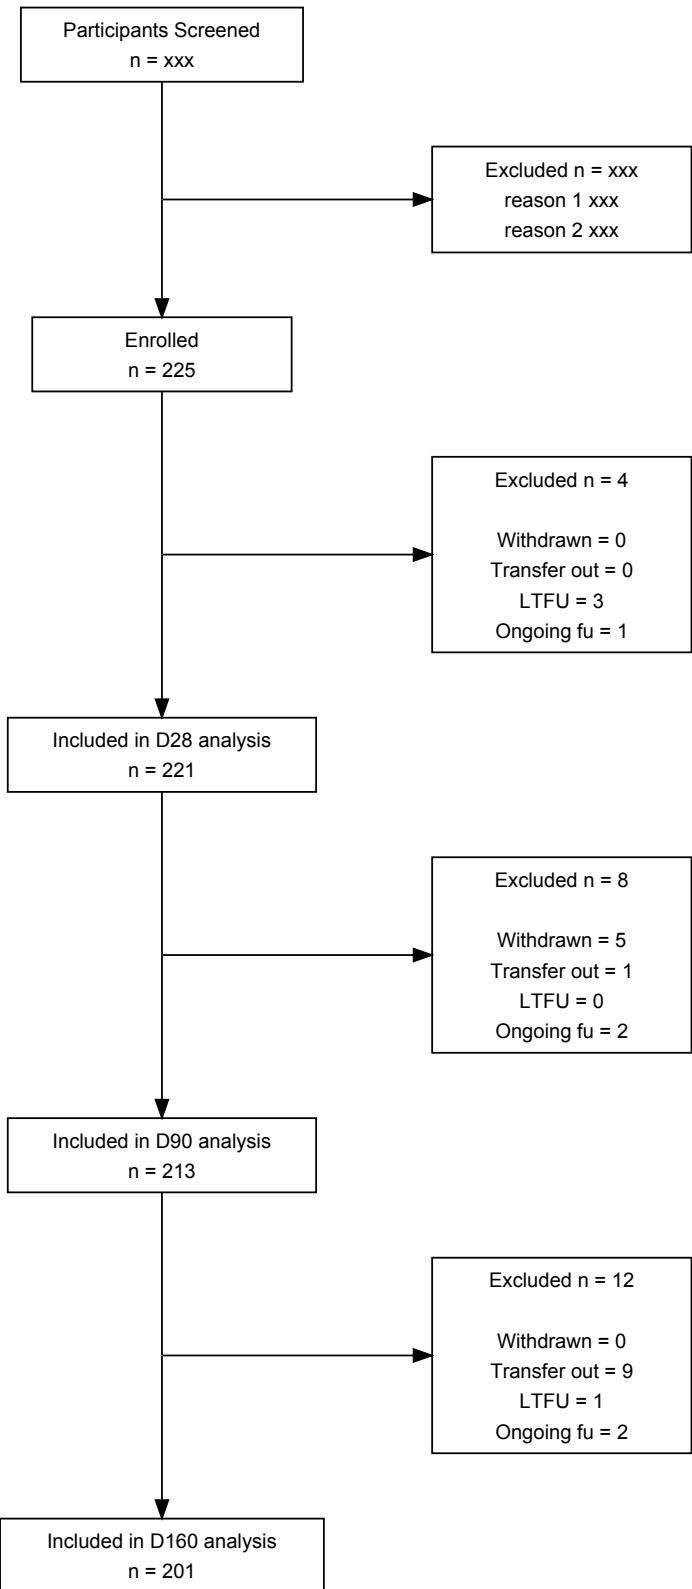 Participants Screened
n = xxx
Excluded n = xxx
reason 1 xxx
reason 2 xxx
Enrolled
n = 225
Excluded n = 4
Withdrawn = 0
Transfer out = 0
LTFU = 3
Ongoing fu = 1
Included in D28 analysis
n = 221
Excluded n = 8
Withdrawn = 5
Transfer out = 1
LTFU = 0
Ongoing fu = 2
Included in D90 analysis
n = 213
Excluded n = 12
Withdrawn = 0
Transfer out = 9
LTFU = 1
Ongoing fu = 2
Included in D160 analysis
n = 201